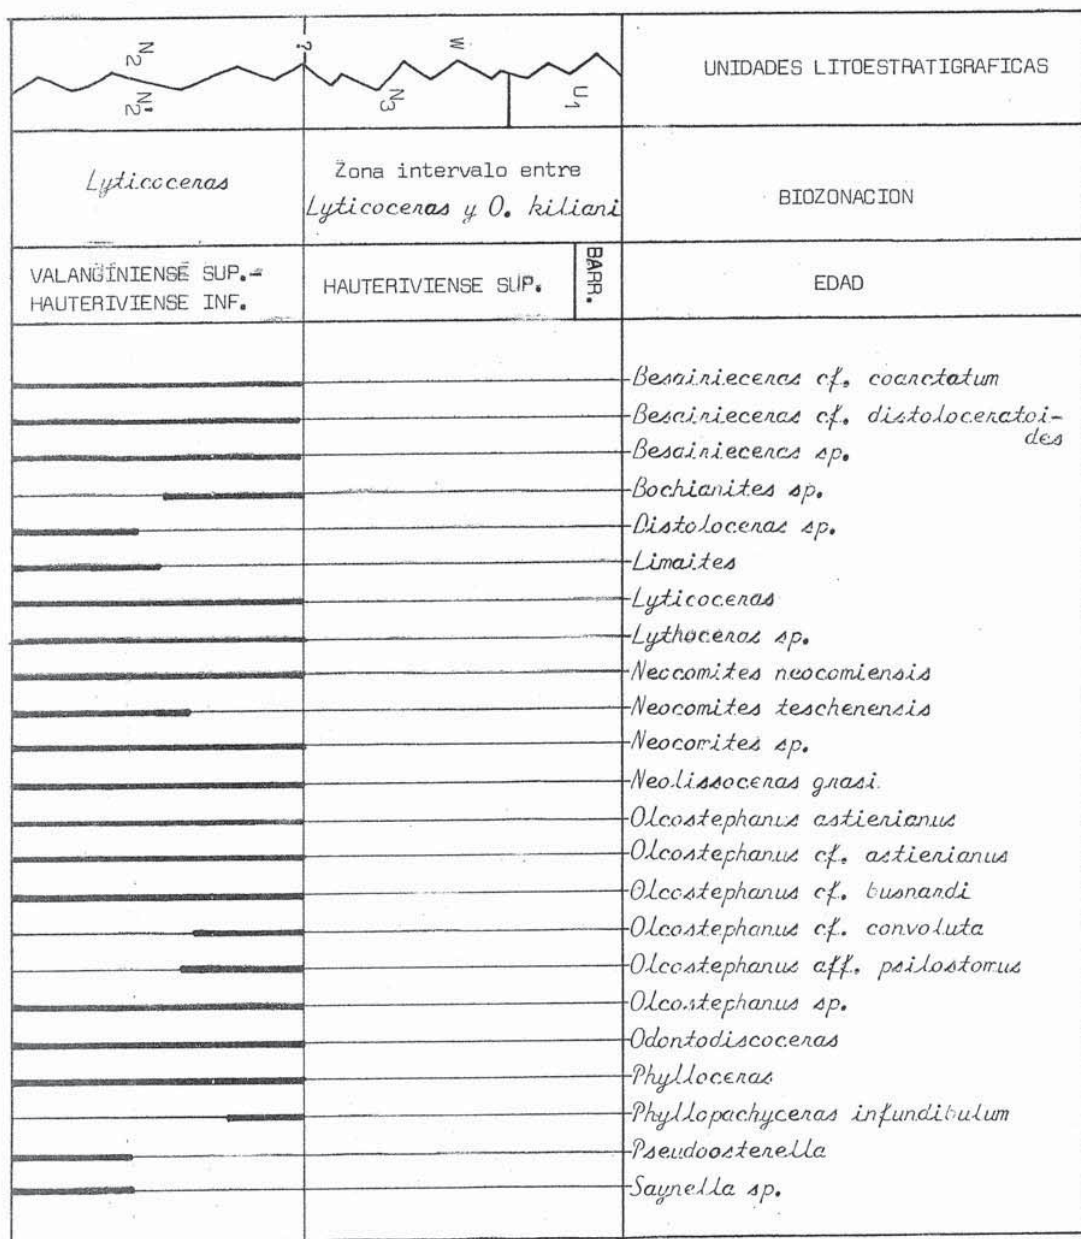 N2
?
W
N2'
N3
U1
UNIDADES LITOESTRATIGRAFICAS
Lyticoceras
Zona intervalo entre
Lyticoceras y O. kiliani
BIOZONACION
VALANGINIENSE SUP.-
HAUTERIVIENSE INF.
HAUTERIVIENSE SUP.
BARR.
EDAD
Besairieceras cf. coarctatum
Besairieceras cf. distoloceratoi-
des
Besairieceras sp.
Bochianites sp.
Distoloceras sp.
Limaites
Lyticoceras
Lythoceras sp.
Neocomites neocomiensis
Neocomites teschenensis
Neocomites sp.
Neolissoceras grasi
Olcostephanus astierianus
Olcostephanus cf. astierianus
Olcostephanus cf. busnardi
Olcostephanus cf. convoluta
Olcostephanus aff. psilostomus
Olcostephanus sp.
Odontodiscoceras
Phylloceras
Phyllopachyceras infundibulum
Pseudoosterella
Saynella sp.